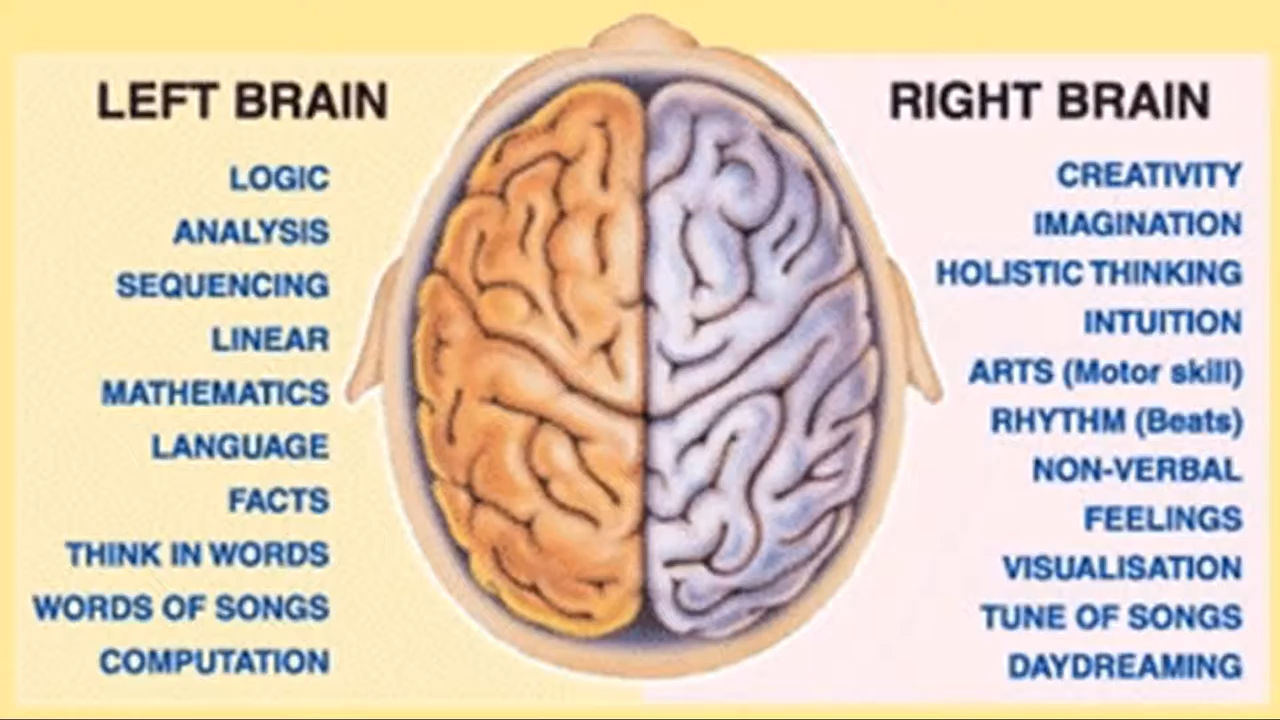 LEFT BRAIN
LOGIC
ANALYSIS
SEQUENCING
LINEAR
MATHEMATICS
LANGUAGE
FACTS
THINK IN WORDS
WORDS OF SONGS
COMPUTATION
RIGHT BRAIN
CREATIVITY
IMAGINATION
HOLISTIC THINKING
INTUITION
ARTS (Motor skill)
RHYTHM (Beats)
NON-VERBAL
FEELINGS
VISUALISATION
TUNE OF SONGS
DAYDREAMING